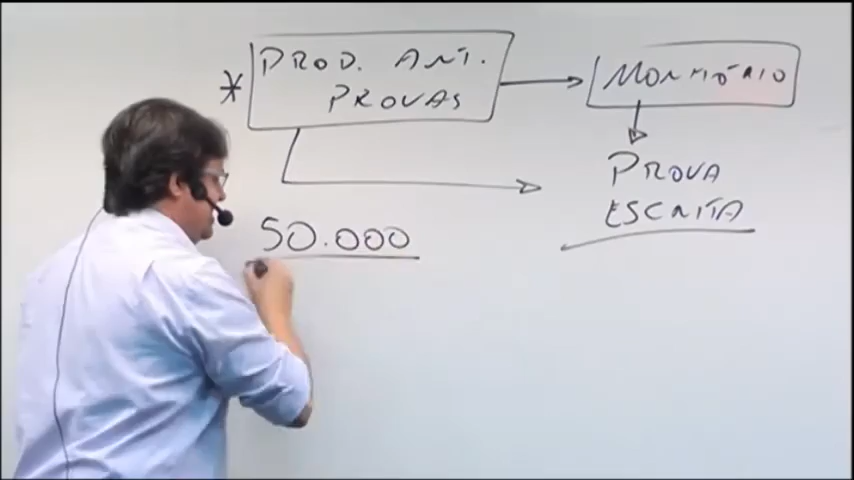 * PROD. ANT.
PROVAS
MONITÓRIO
PROVA
ESCRITA
50.000